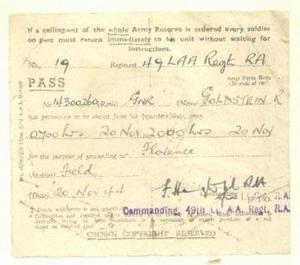 If a calling-out of the whole Army Reserve is ordered every soldier
on pass must return immediately to his unit without waiting for
instructions.
No. 19 Regiment 49 LAA Regt RA
PASS
Army Form
No. 14300260 (Rank) GNR (Name) GOLDSTEIN R
has permission to be absent from his quarters, from
0700 hrs 20 Nov, 2000 hrs 20 Nov
for the purpose of proceeding to Florence
(Station) Field
(Date) 20 Nov 44
Commanding, 49th Lt. A.A. Regt, R.A.
CROWN COPYRIGHT RESERVED